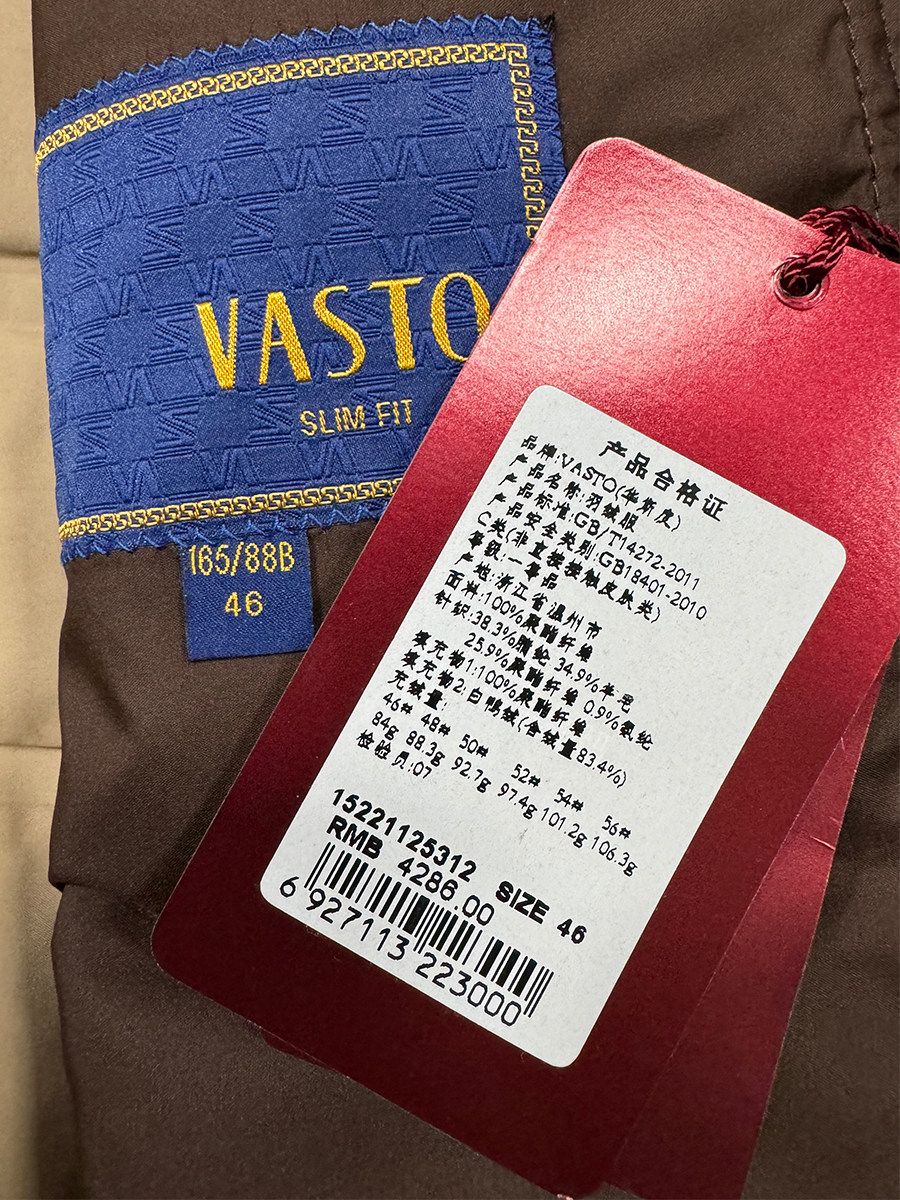 VASTO
SLIM FIT
165/88B
46
产品合格证
品牌:VASTO(华斯度)
产品名称:羽绒服
产品标准:GB/T14272-2011
产品安全类别:GB18401-2010
C类(非直接接触皮肤类)
等级:一等品
产地:浙江省温州市
面料:100%聚酯纤维
针织:38.3%腈纶 34.9%羊毛
25.9%聚酯纤维 0.9%氨纶
填充物1:100%聚酯纤维
填充物2:白鸭绒(含绒量83.4%)
充绒量:
46# 48# 50# 52# 54# 56#
84g 88.3g 92.7g 97.4g 101.2g 106.3g
检验员:07
15221125312 SIZE 46
RMB 4286.00
6 927113 223000